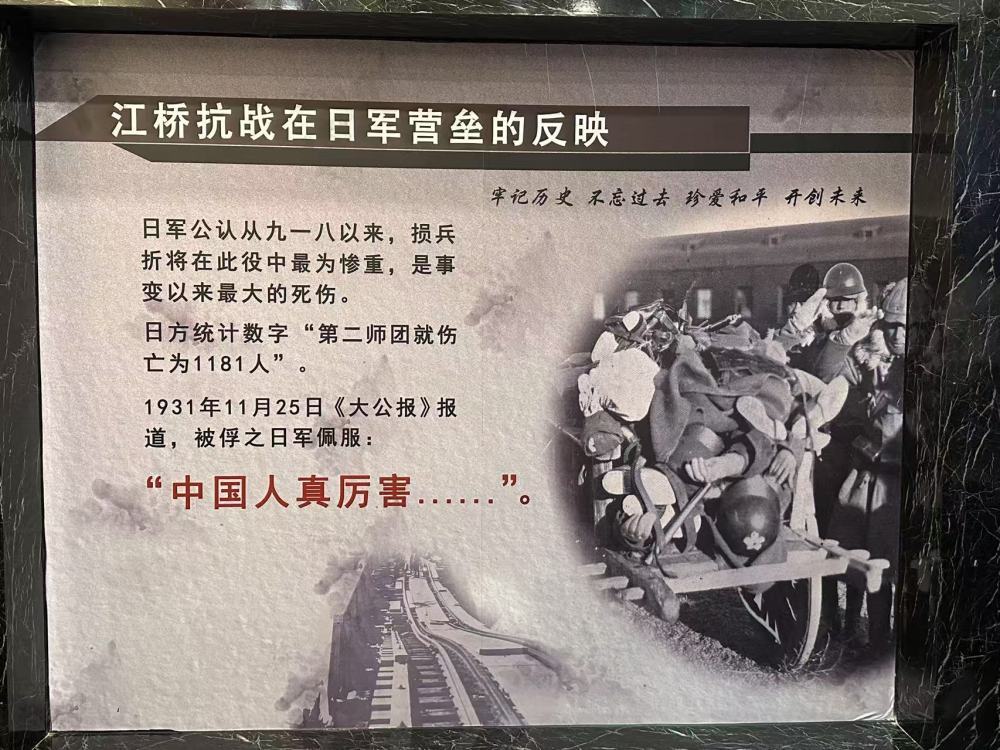 江桥抗战在日军营垒的反映
牢记历史 不忘过去 珍爱和平 开创未来
日军公认从九一八以来，损兵
折将在此役中最为惨重，是事
变以来最大的死伤。
日方统计数字“第二师团就伤
亡为1181人”。
1931年11月25日《大公报》报
道，被俘之日军佩服：
“中国人真厉害......”。